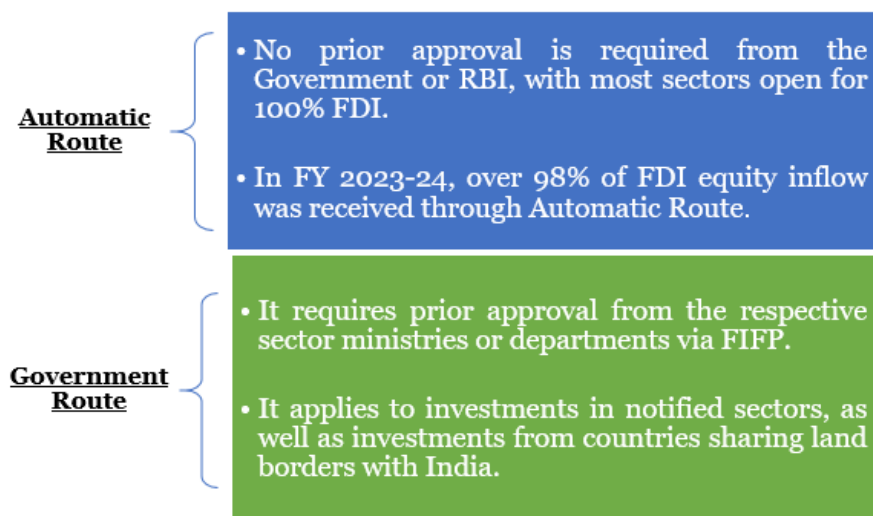 Automatic
Route
• No prior approval is required from the
Government or RBI, with most sectors open for
100% FDI.
• In FY 2023-24, over 98% of FDI equity inflow
was received through Automatic Route.
Government
Route
• It requires prior approval from the respective
sector ministries or departments via FIFP.
• It applies to investments in notified sectors, as
well as investments from countries sharing land
borders with India.